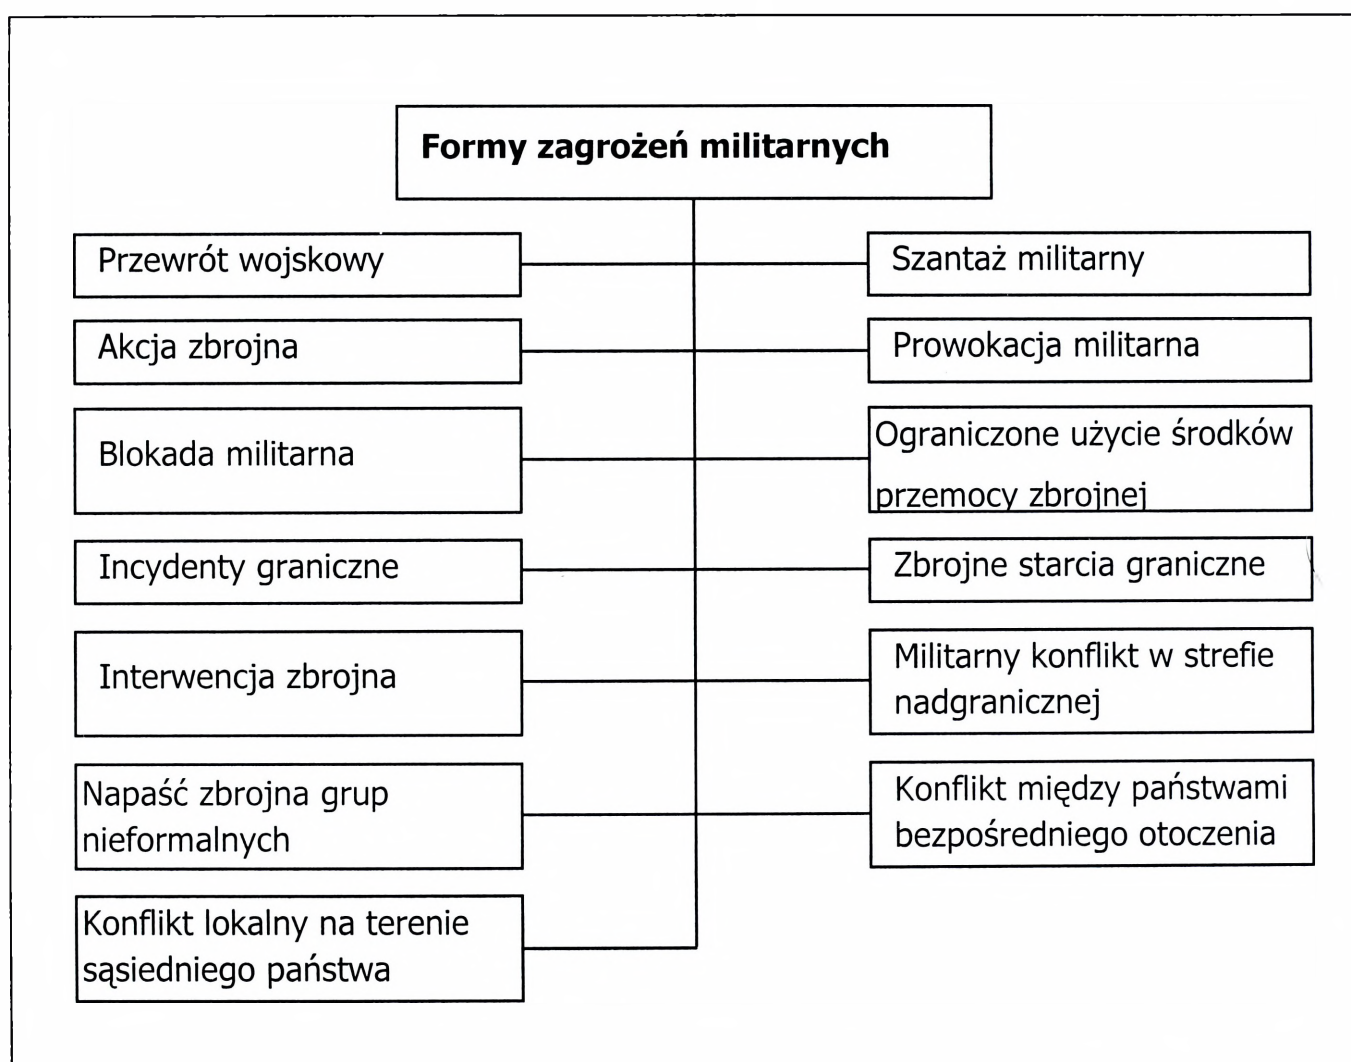 Formy zagrożeń militarnych
Przewrót wojskowy
Szantaż militarny
Akcja zbrojna
Prowokacja militarna
Blokada militarna
Ograniczone użycie środków
przemocy zbrojnej
Incydenty graniczne
Zbrojne starcia graniczne
Interwencja zbrojna
Militarny konflikt w strefie
nadgranicznej
Napaść zbrojna grup
nieformalnych
Konflikt między państwami
bezpośredniego otoczenia
Konflikt lokalny na terenie
sąsiedniego państwa